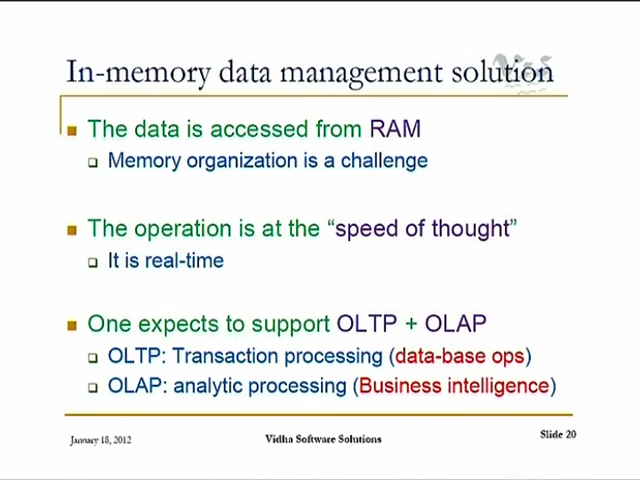 In-memory data management solution
The data is accessed from RAM
Memory organization is a challenge
The operation is at the “speed of thought”
It is real-time
One expects to support OLTP + OLAP
OLTP: Transaction processing (data-base ops)
OLAP: analytic processing (Business intelligence)
January 18, 2012
Vidha Software Solutions
Slide 20